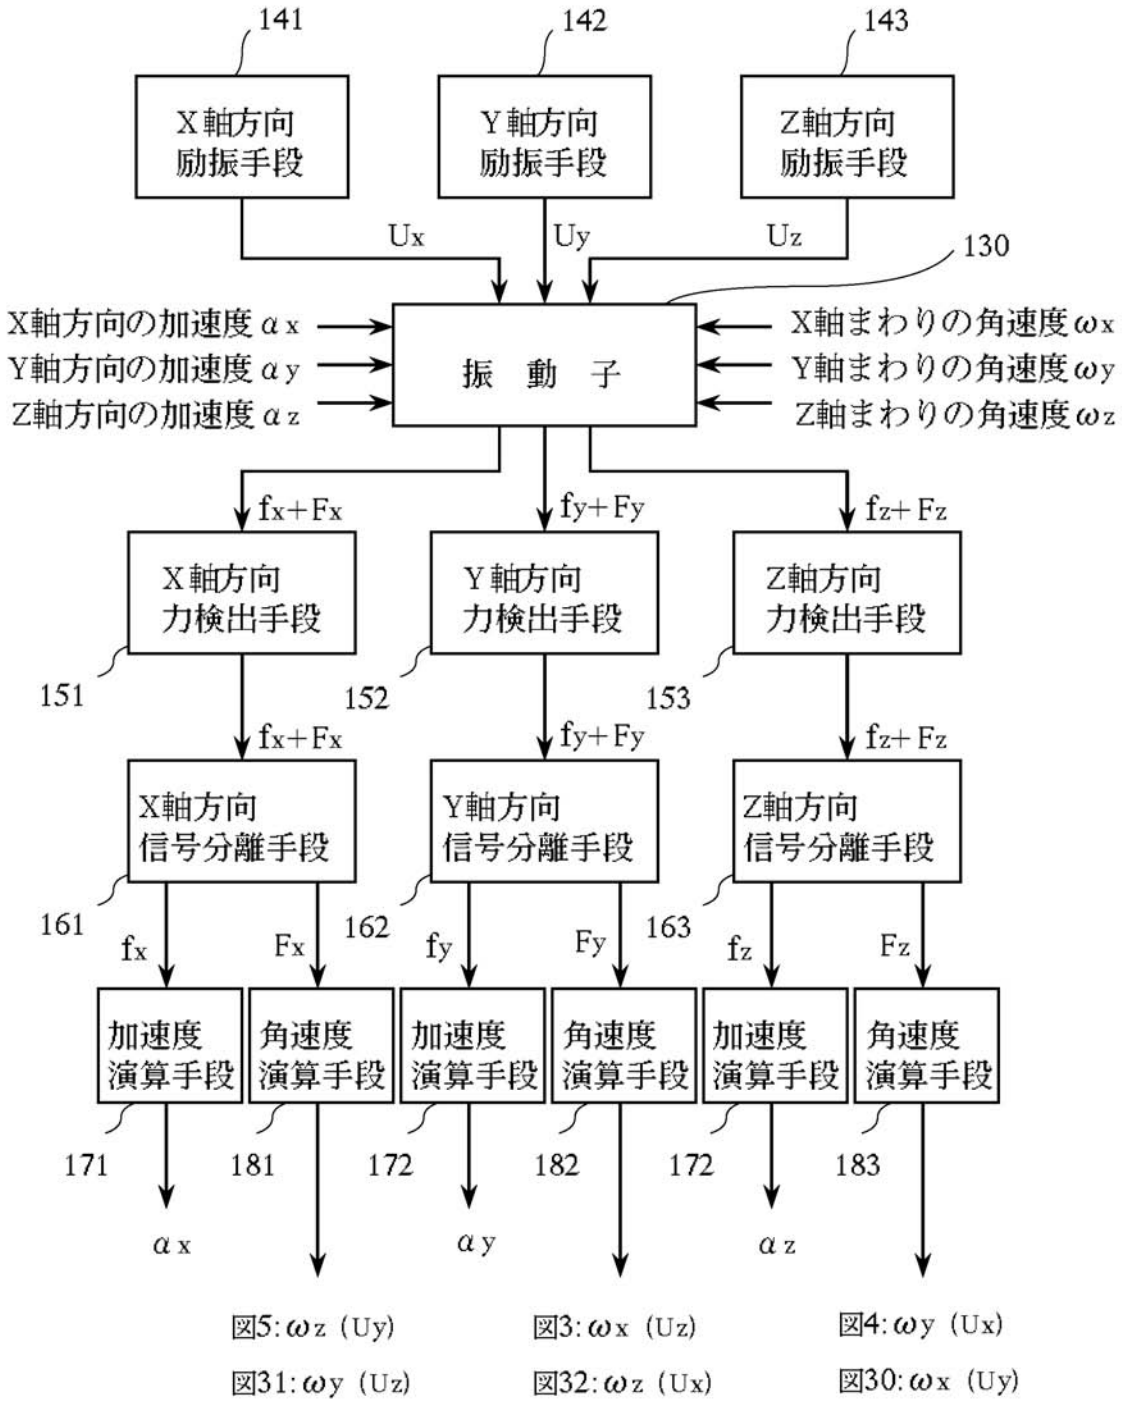 141
142
143
X軸方向
励振手段
Y軸方向
励振手段
Z軸方向
励振手段
Ux
Uy
Uz
130
X軸方向の加速度αx
Y軸方向の加速度αy
Z軸方向の加速度αz
振 動 子
X軸まわりの角速度ωx
Y軸まわりの角速度ωy
Z軸まわりの角速度ωz
fx+Fx
fy+Fy
fz+Fz
X軸方向
力検出手段
Y軸方向
力検出手段
Z軸方向
力検出手段
151
152
153
fx+Fx
fy+Fy
fz+Fz
X軸方向
信号分離手段
Y軸方向
信号分離手段
Z軸方向
信号分離手段
161
162
163
fx
Fx
fy
Fy
fz
Fz
加速度
演算手段
角速度
演算手段
加速度
演算手段
角速度
演算手段
加速度
演算手段
角速度
演算手段
171
181
172
182
172
183
αx
αy
αz
図5:ωz (Uy)
図3:ωx (Uz)
図4:ωy (Ux)
図31:ωy (Uz)
図32:ωz (Ux)
図30:ωx (Uy)